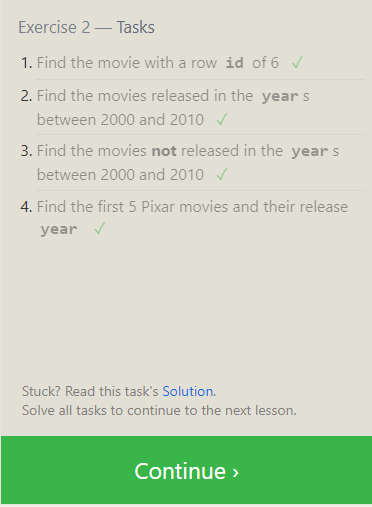 Exercise 2 — Tasks
1. Find the movie with a row id of 6 ✓
2. Find the movies released in the year s
between 2000 and 2010 ✓
3. Find the movies not released in the year s
between 2000 and 2010 ✓
4. Find the first 5 Pixar movies and their release
year ✓
Stuck? Read this task's Solution.
Solve all tasks to continue to the next lesson.
Continue ›